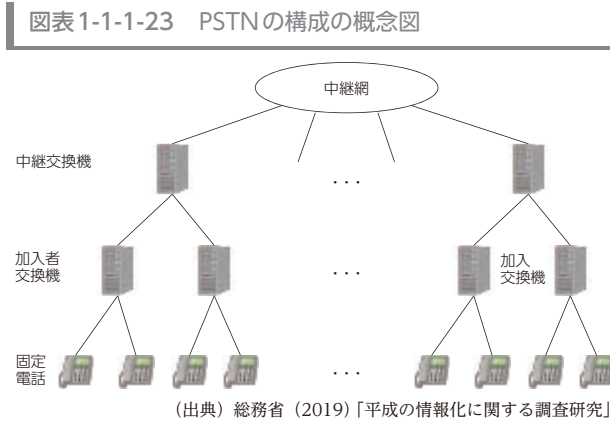 図表1-1-1-23 PSTNの構成の概念図
中継網
中継交換機
...
加入者
交換機
...
加入
交換機
固定
電話
...
（出典）総務省（2019）「平成の情報化に関する調査研究」